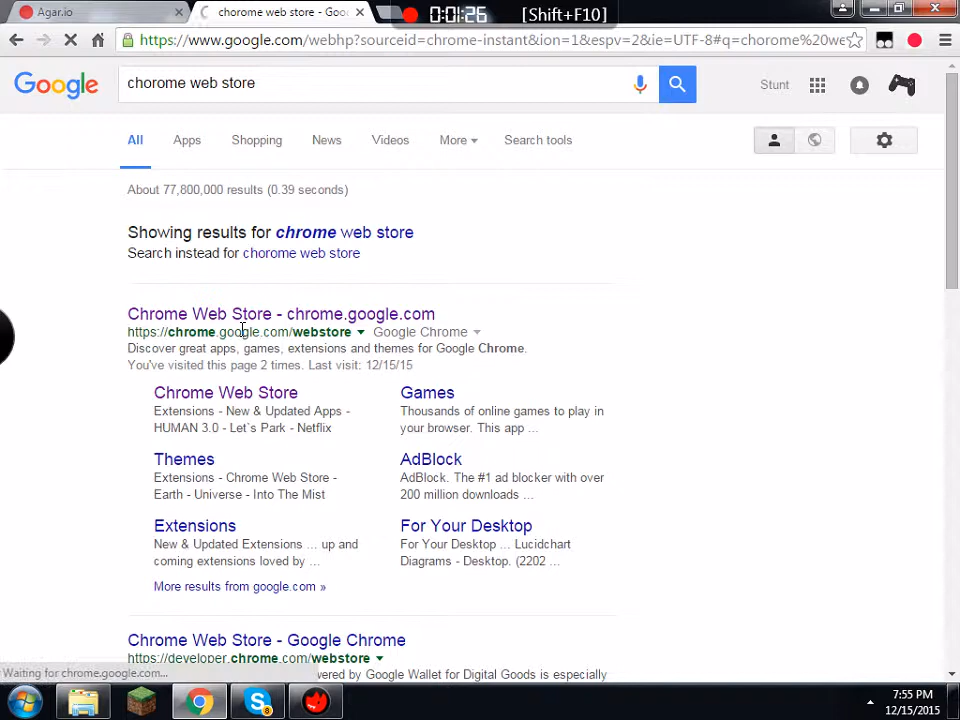 Agar.io
chorome web store - Goo
0:01:26
[Shift+F10]
https://www.google.com/webhp?sourceid=chrome-instant&ion=1&espv=2&ie=UTF-8#q=chorome%20we
Google
chorome web store
Stunt
All
Apps
Shopping
News
Videos
More
Search tools
About 77,800,000 results (0.39 seconds)
Showing results for chrome web store
Search instead for chorome web store
Chrome Web Store - chrome.google.com
https://chrome.google.com/webstore Google Chrome
Discover great apps, games, extensions and themes for Google Chrome.
You've visited this page 2 times. Last visit: 12/15/15
Chrome Web Store
Extensions - New & Updated Apps -
HUMAN 3.0 - Let`s Park - Netflix
Games
Thousands of online games to play in
your browser. This app ...
Themes
Extensions - Chrome Web Store -
Earth - Universe - Into The Mist
AdBlock
AdBlock. The #1 ad blocker with over
200 million downloads ...
Extensions
New & Updated Extensions ... up and
coming extensions loved by ...
For Your Desktop
For Your Desktop ... Lucidchart
Diagrams - Desktop. (2202 ...
More results from google.com »
Chrome Web Store - Google Chrome
https://developer.chrome.com/webstore
wered by Google Wallet for Digital Goods is especially
Waiting for chrome.google.com...
8
7:55 PM
12/15/2015